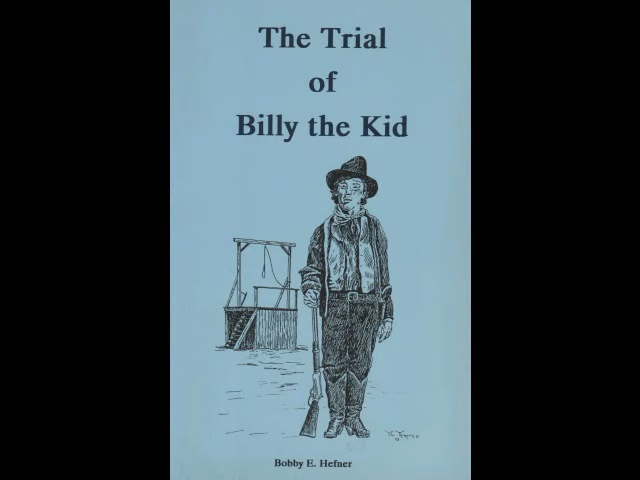 The Trial
of
Billy the Kid
Bobby E. Hefner